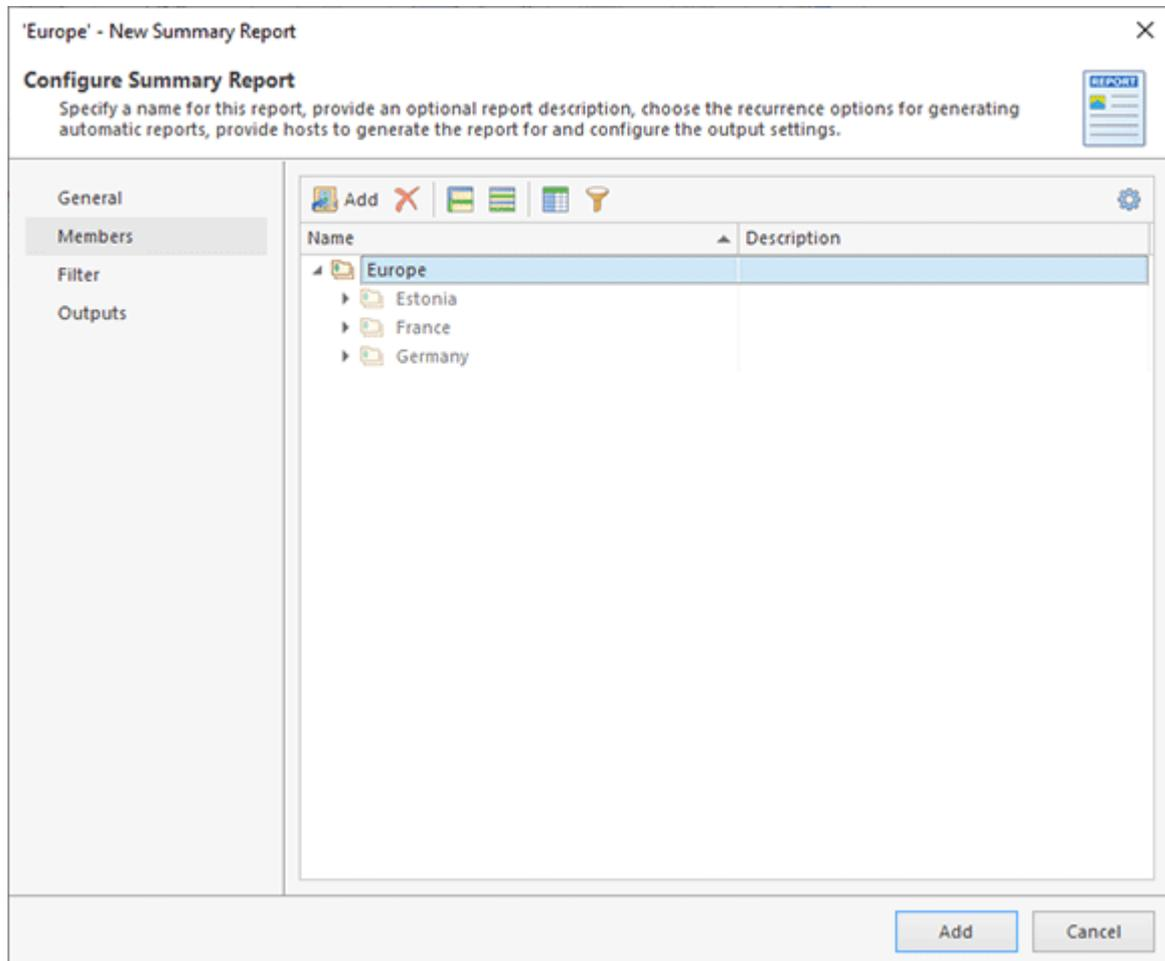 'Europe' - New Summary Report
Configure Summary Report
Specify a name for this report, provide an optional report description, choose the recurrence options for generating
automatic reports, provide hosts to generate the report for and configure the output settings.
REPORT
General
Members
Filter
Outputs
Add
Name Description
Europe
Estonia
France
Germany
Add Cancel